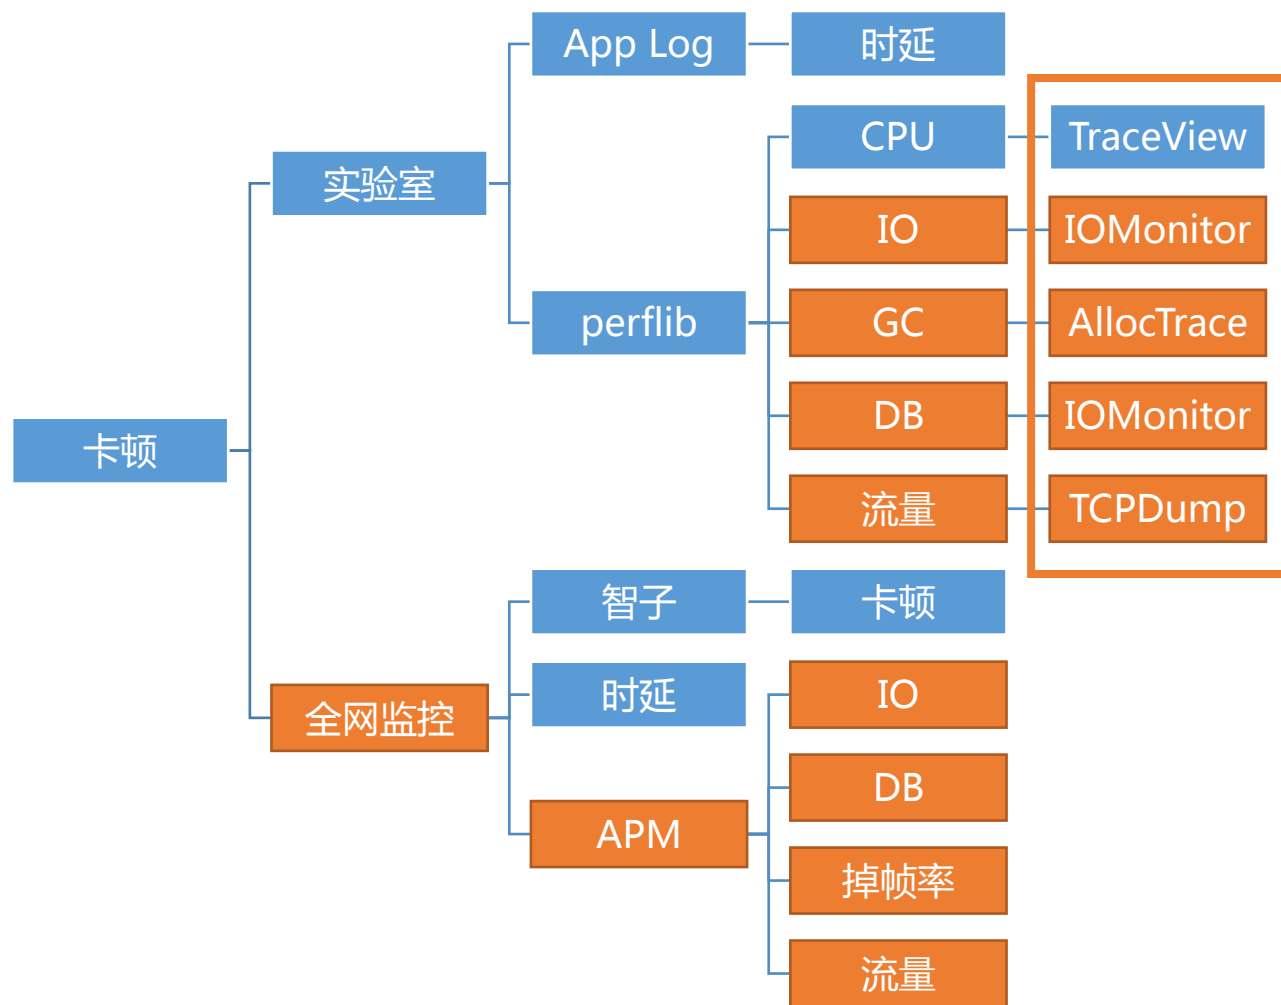 App Log
时延
CPU
TraceView
实验室
IO
IOMonitor
perflib
GC
AllocTrace
DB
IOMonitor
卡顿
流量
TCPDump
智子
卡顿
时延
IO
全网监控
DB
APM
掉帧率
流量